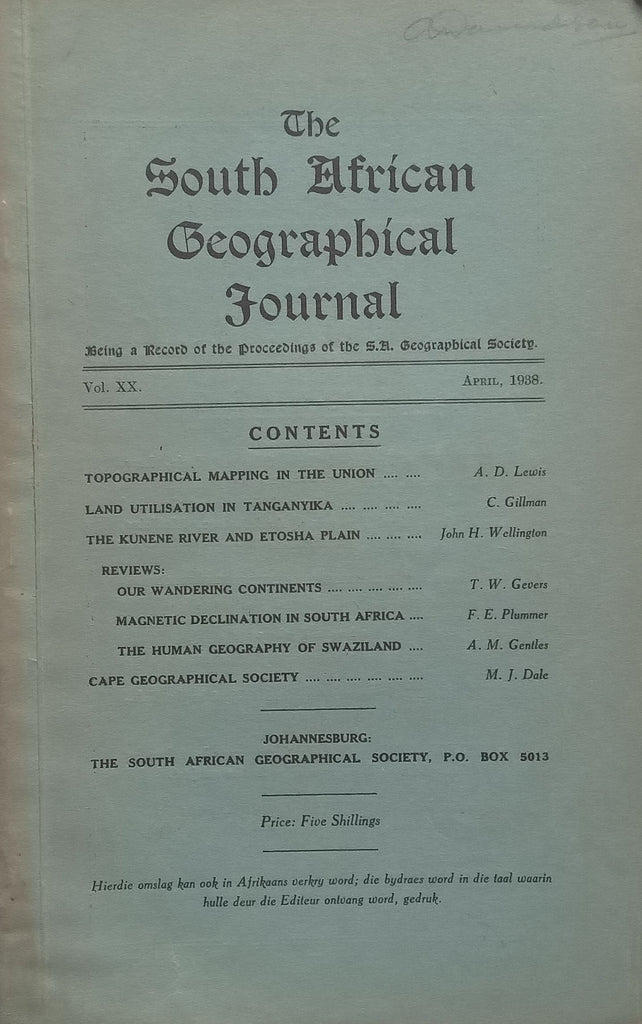 The
South African
Geographical
Journal
Being a Record of the Proceedings of the S.A. Geographical Society.
Vol. XX. April, 1938.
CONTENTS
TOPOGRAPHICAL MAPPING IN THE UNION .... .... A. D. Lewis
LAND UTILISATION IN TANGANYIKA .... .... .... .... C. Gillman
THE KUNENE RIVER AND ETOSHA PLAIN .... .... .... John H. Wellington
REVIEWS:
OUR WANDERING CONTINENTS .... .... .... .... .... T. W. Gevers
MAGNETIC DECLINATION IN SOUTH AFRICA .... F. E. Plummer
THE HUMAN GEOGRAPHY OF SWAZILAND .... A. M. Gentles
CAPE GEOGRAPHICAL SOCIETY .... .... .... .... .... .... M. J. Dale
JOHANNESBURG:
THE SOUTH AFRICAN GEOGRAPHICAL SOCIETY, P.O. BOX 5013
Price: Five Shillings
Hierdie omslag kan ook in Afrikaans verkry word; die bydraes word in die taal waarin
hulle deur die Editeur ontvang word, gedruk.